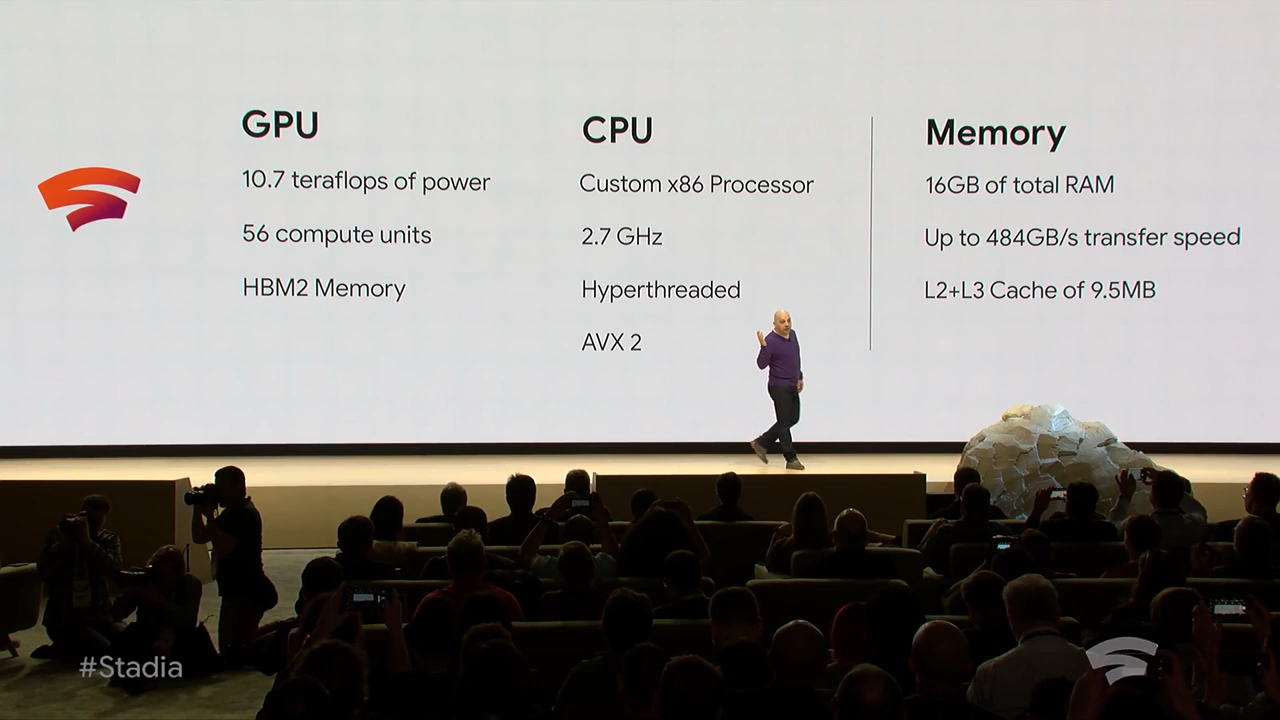 GPU
10.7 teraflops of power
56 compute units
HBM2 Memory
CPU
Custom x86 Processor
2.7 GHz
Hyperthreaded
AVX 2
Memory
16GB of total RAM
Up to 484GB/s transfer speed
L2+L3 Cache of 9.5MB
#Stadia